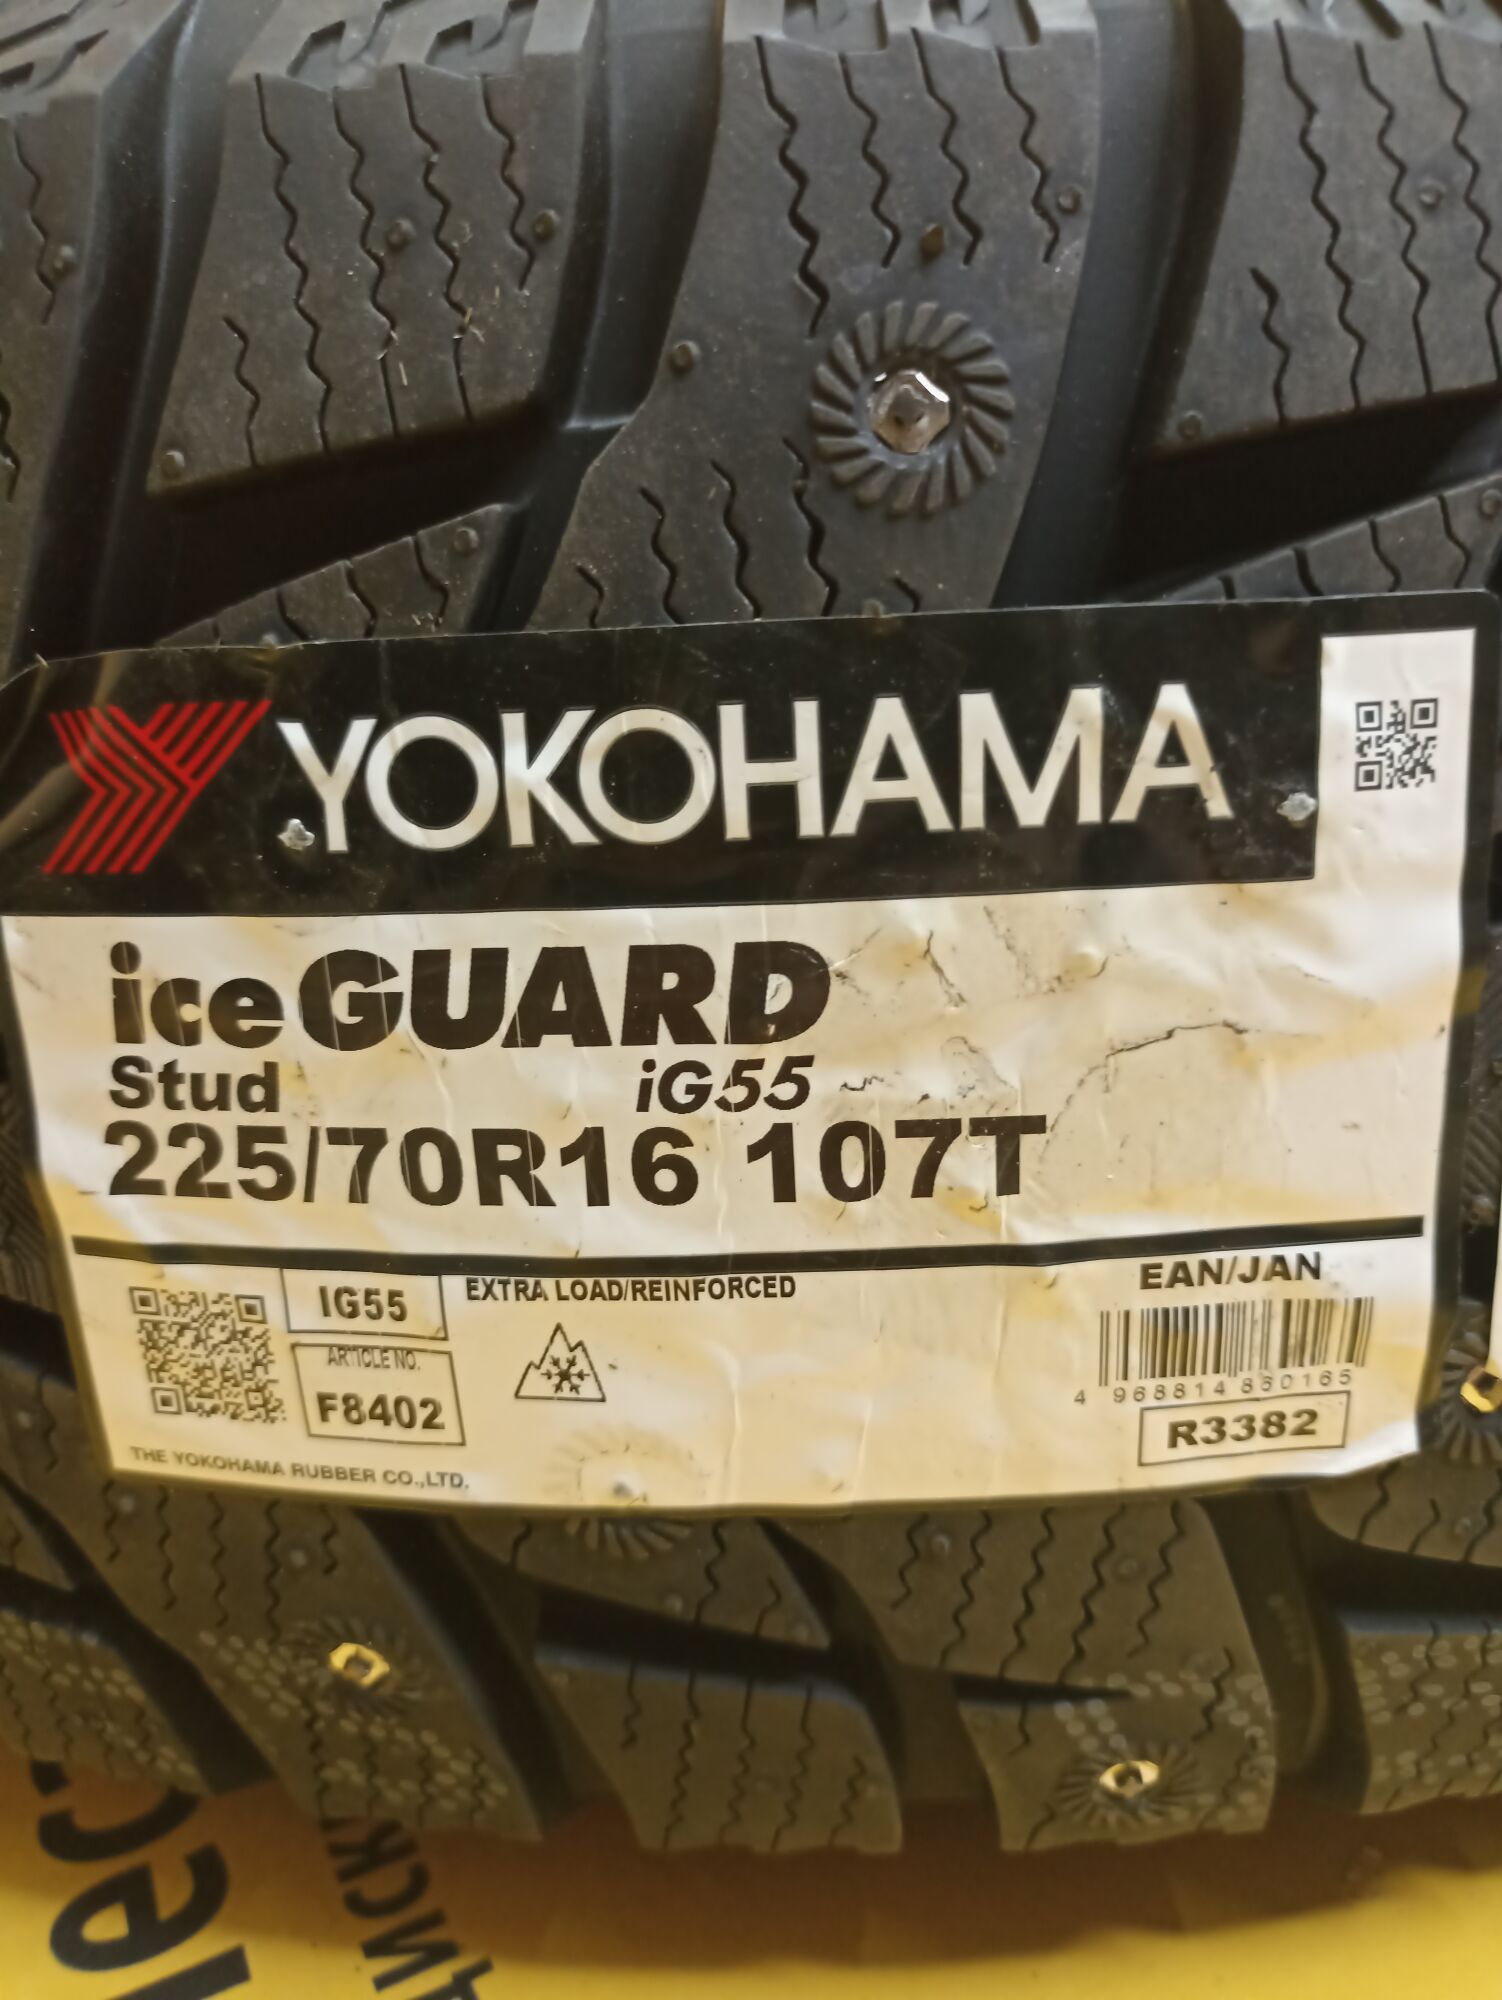 YOKOHAMA
iceGUARD
Stud iG55
225/70R16 107T
IG55
EXTRA LOAD/REINFORCED
EAN/JAN
ARTICLE NO.
F8402
4 968814 860165
R3382
THE YOKOHAMA RUBBER CO.,LTD.